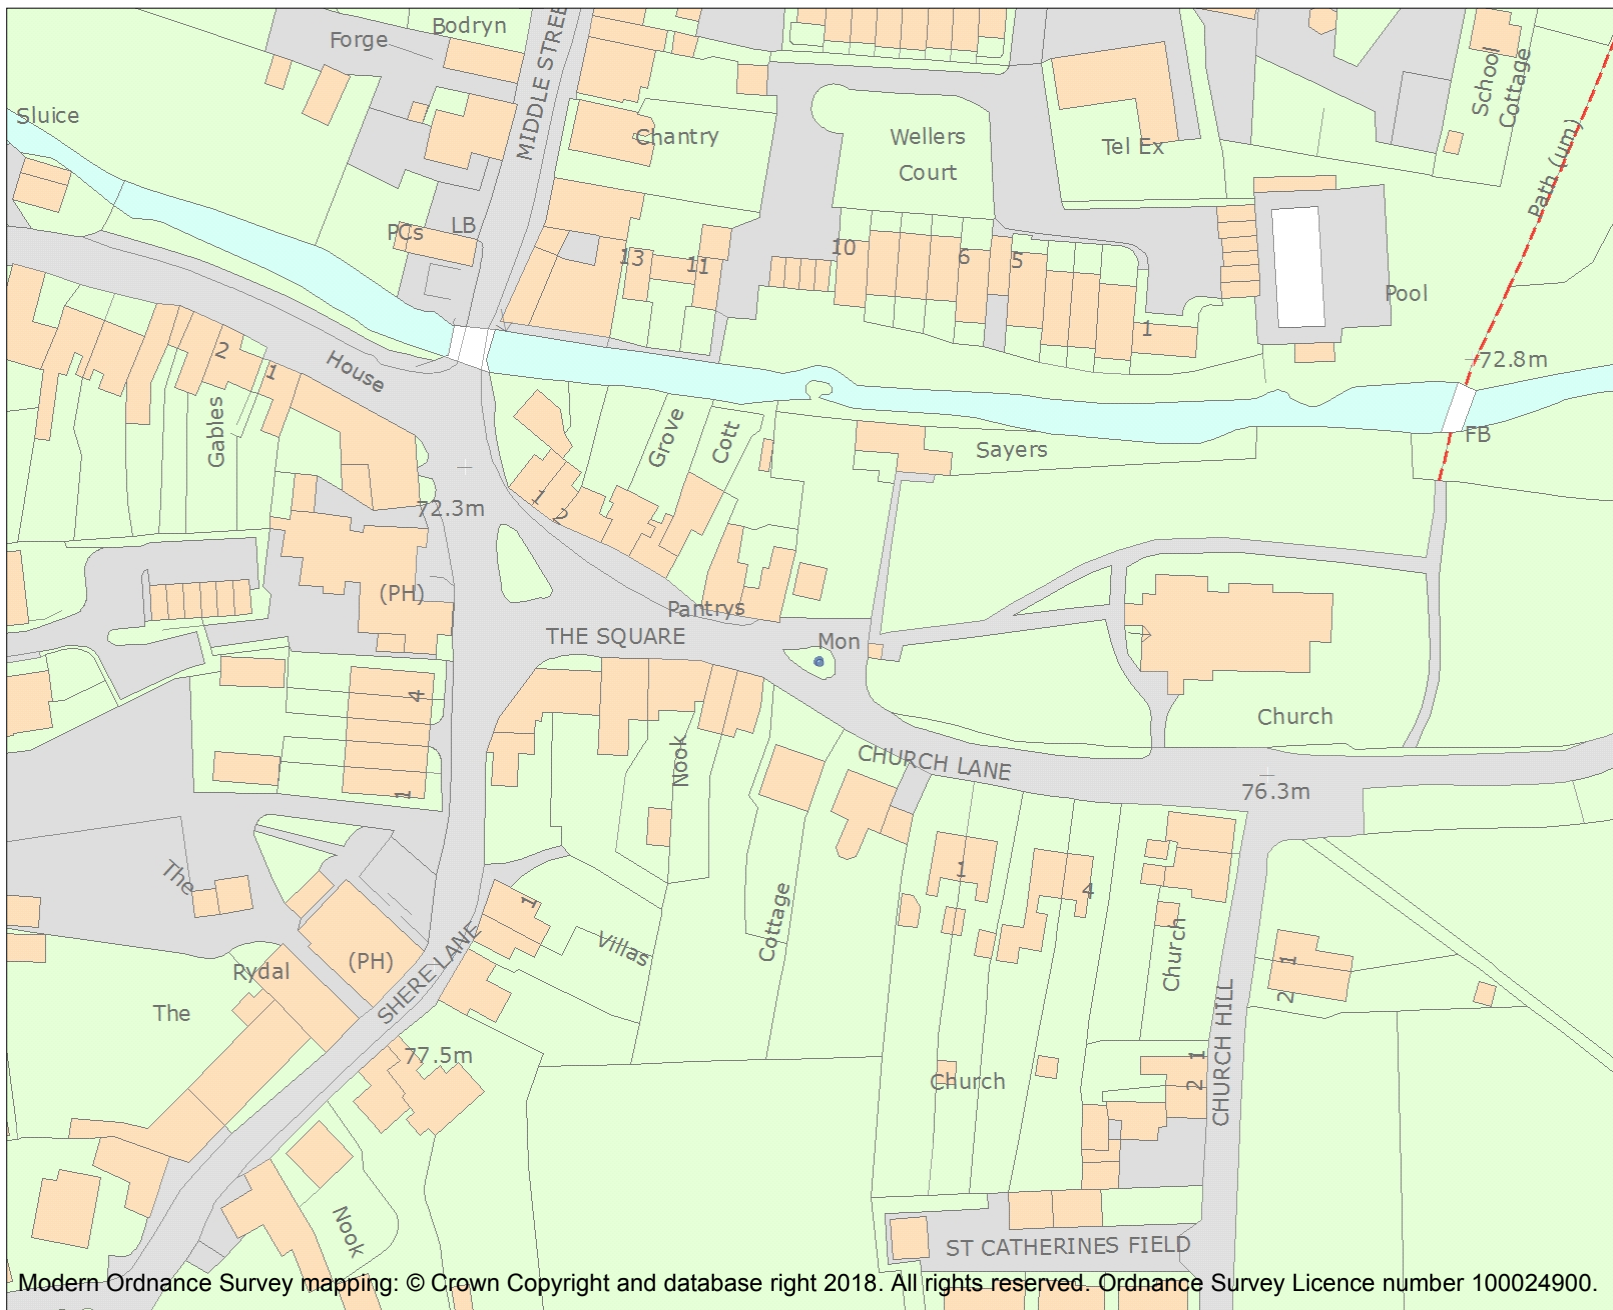 Bodryn
Forge
MIDDLE STREE
School
Cottage
Sluice
Chantry
Wellers
Court
Tel Ex
Path (um)
PCs
LB
13
11
10
6
5
1
Pool
72.8m
House
2
1
Gables
Grove
Cott
Sayers
FB
72.3m
1
2
(PH)
Pantrys
THE SQUARE
Mon
4
1
Nook
Church
CHURCH LANE
76.3m
The
1
4
Cottage
Church
1
Villas
SHERE LANE
(PH)
Rydal
The
1
2
CHURCH HILL
77.5m
Church
1
2
Nook
ST CATHERINES FIELD
Modern Ordnance Survey mapping: © Crown Copyright and database right 2018. All rights reserved. Ordnance Survey Licence number 100024900.